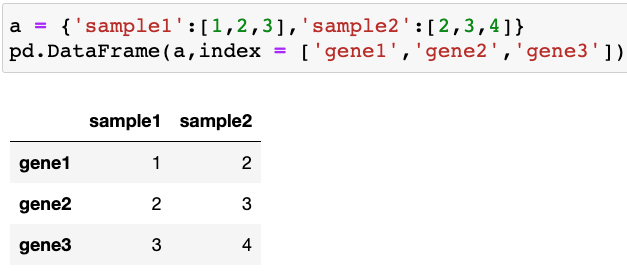 a = {'sample1':[1,2,3],'sample2':[2,3,4]}
pd.DataFrame(a,index = ['gene1','gene2','gene3'])
sample1 sample2
gene1 1 2
gene2 2 3
gene3 3 4